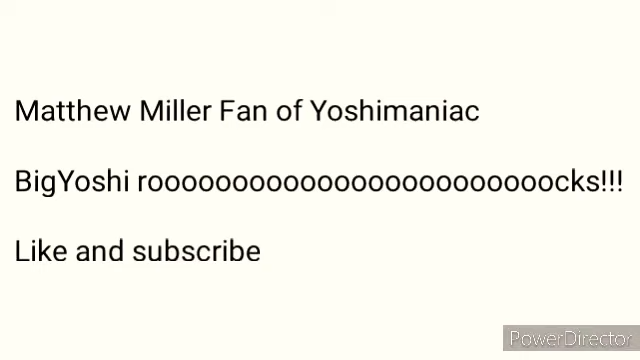 Matthew Miller Fan of Yoshimaniac
BigYoshi roooooooooooooooooooooooocks!!!
Like and subscribe
PowerDirector